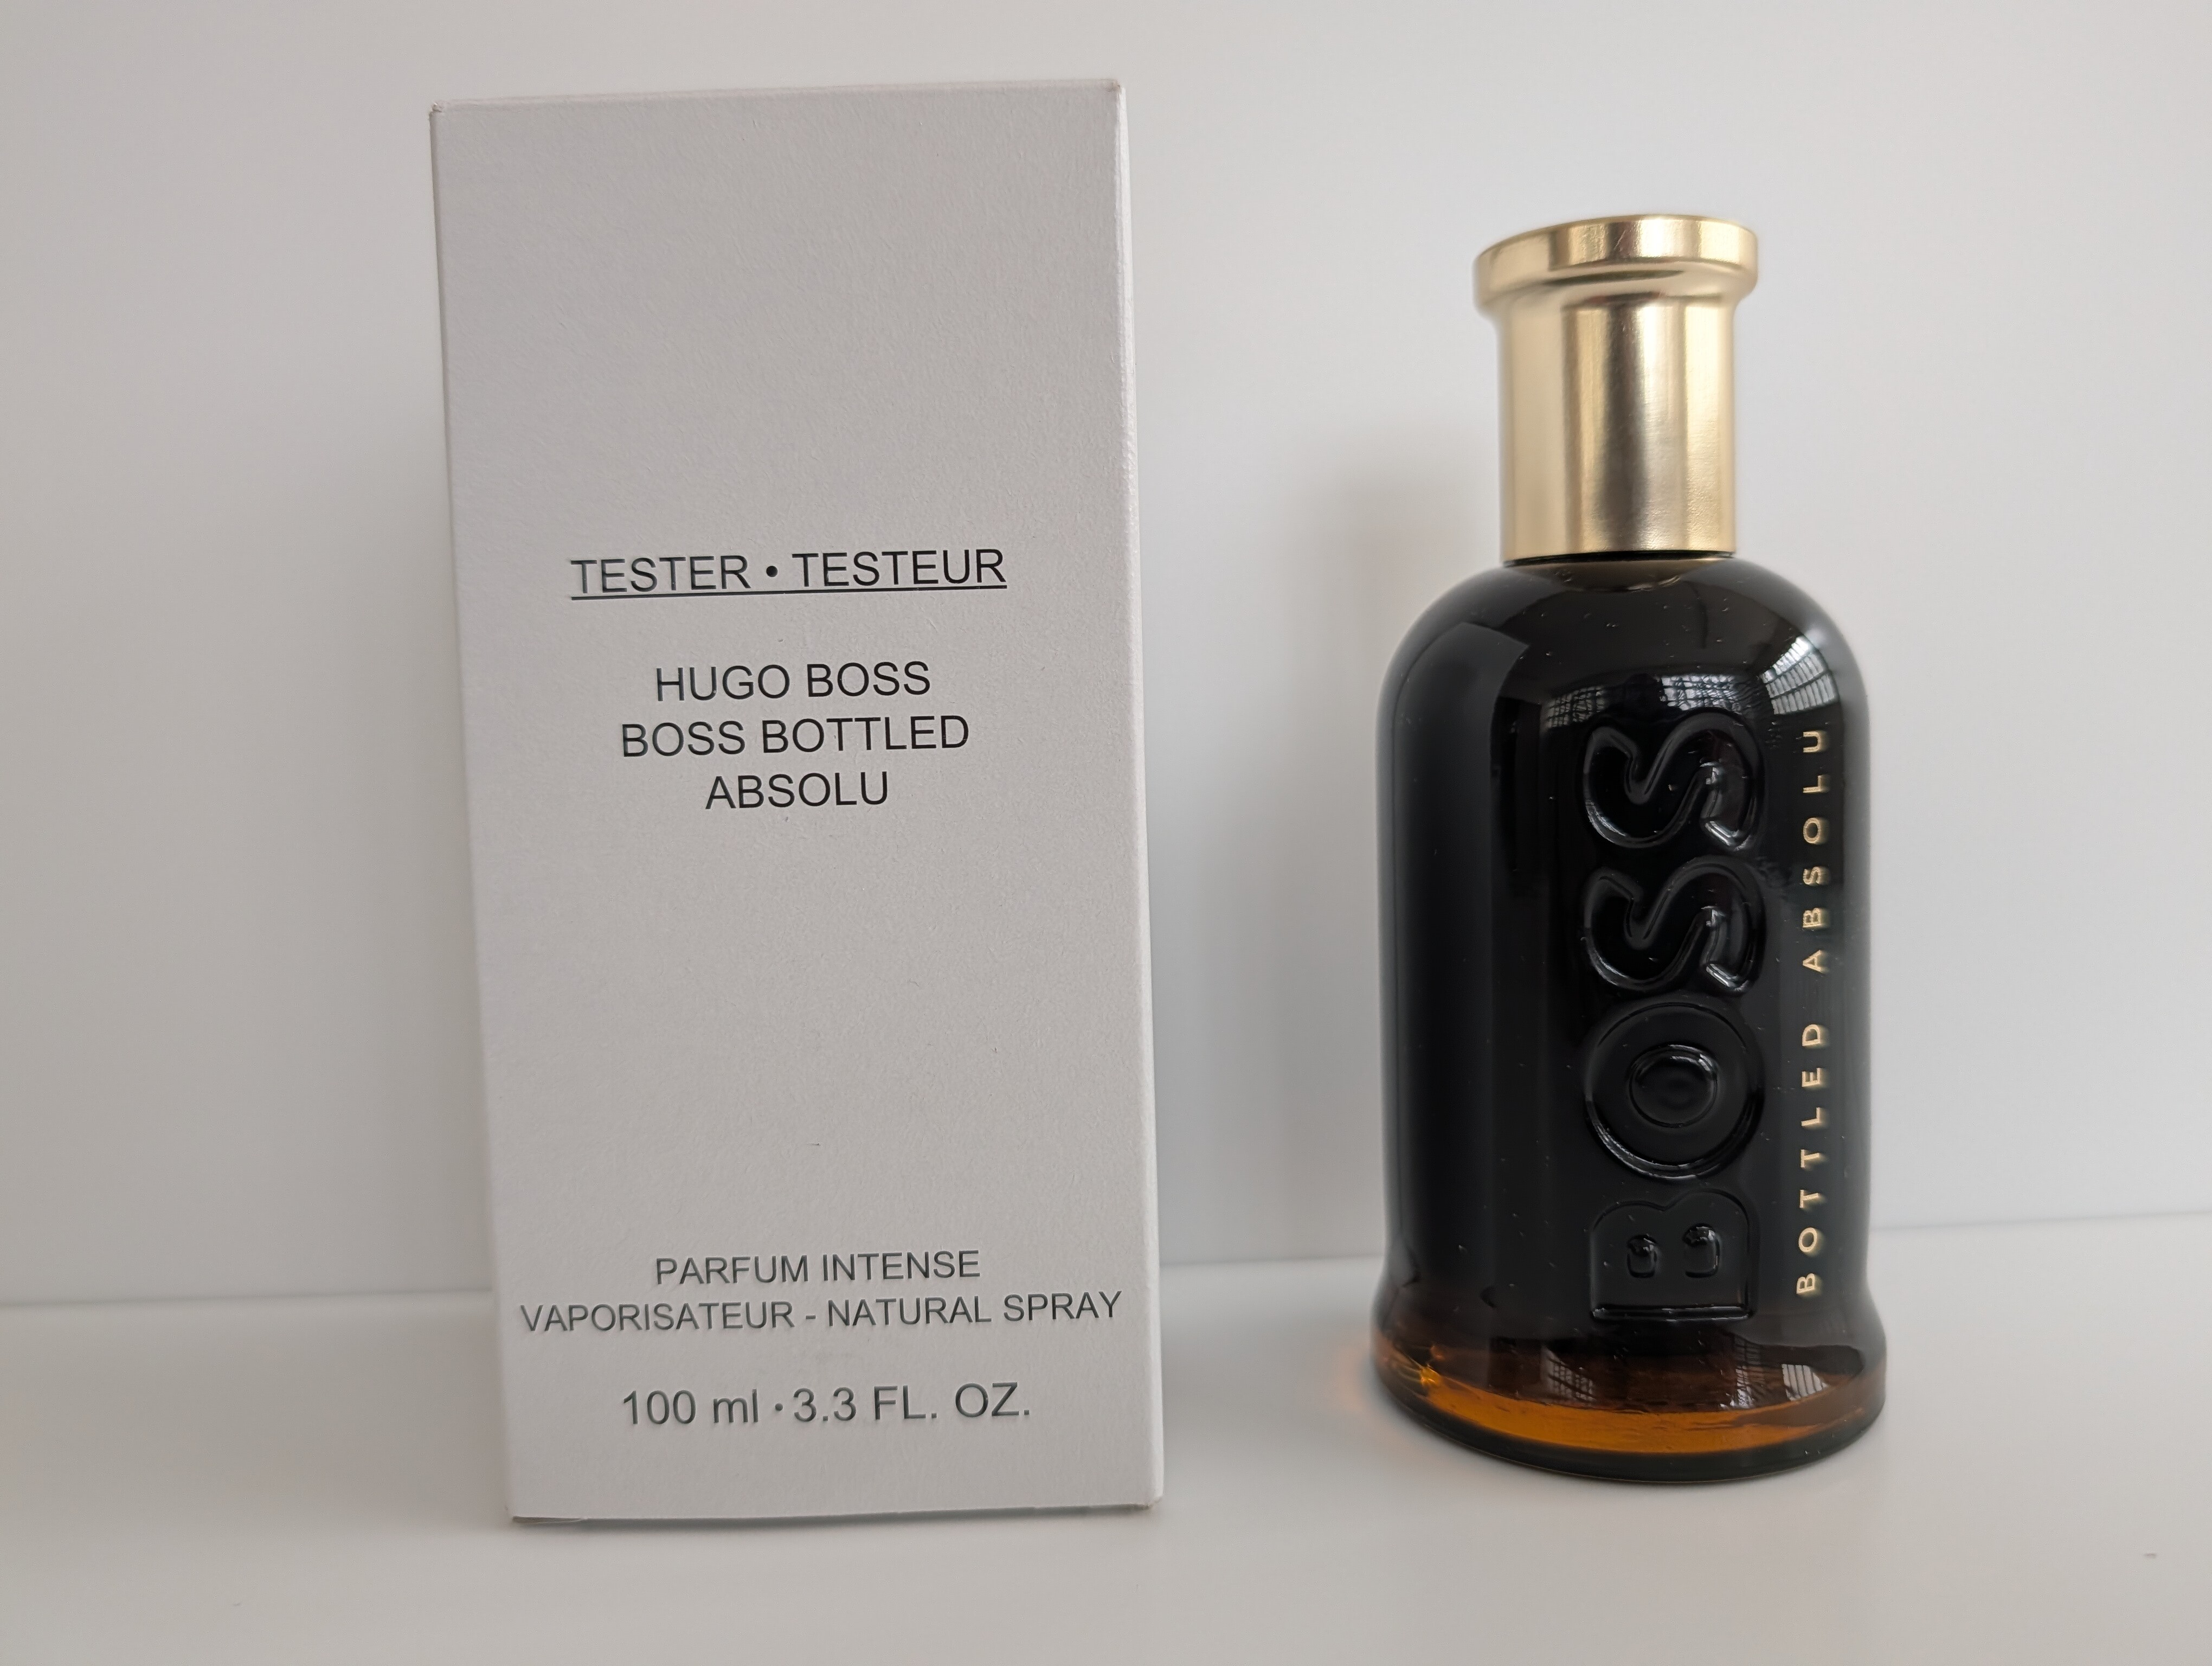 TESTER • TESTEUR
HUGO BOSS
BOSS BOTTLED
ABSOLU
PARFUM INTENSE
VAPORISATEUR - NATURAL SPRAY
100 ml · 3.3 FL. OZ.
BOSS
BOTTLED ABSOLU